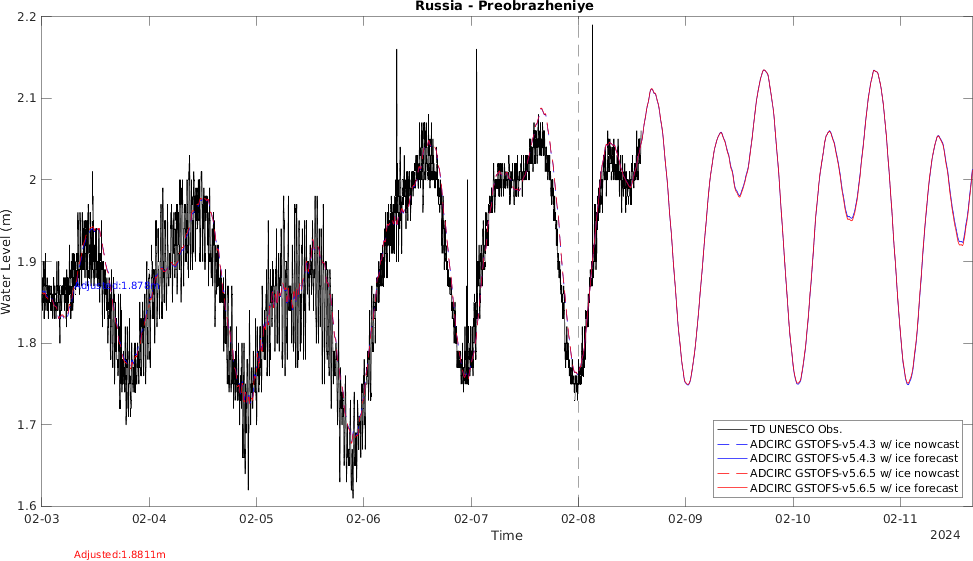 Russia - Preobrazheniye
2.2
2.1
2
1.9
1.8
1.7
1.6
Water Level (m)
Adjusted:1.878m
TD UNESCO Obs.
ADCIRC GSTOFS-v5.4.3 w/ ice nowcast
ADCIRC GSTOFS-v5.4.3 w/ ice forecast
ADCIRC GSTOFS-v5.6.5 w/ ice nowcast
ADCIRC GSTOFS-v5.6.5 w/ ice forecast
02-03 02-04 02-05 02-06 02-07 02-08 02-09 02-10 02-11
Time
2024
Adjusted:1.8811m